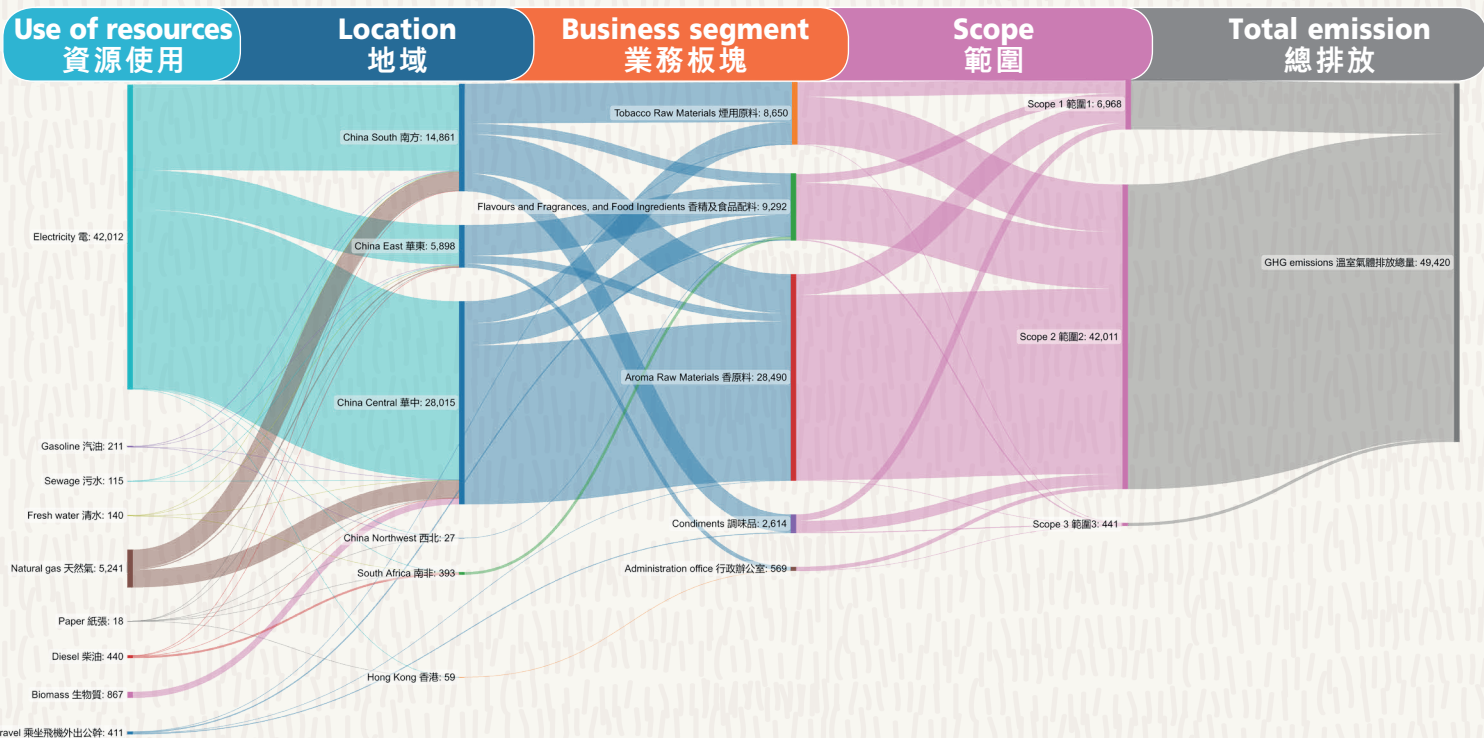 Use of resources
資源使用
Location
地域
Business segment
業務板塊
Scope
範圍
Total emission
總排放
Electricity 電: 42,012
Gasoline 汽油: 211
Sewage 污水: 115
Fresh water 清水: 140
Natural gas 天然氣: 5,241
Paper 紙張: 18
Diesel 柴油: 440
Biomass 生物質: 867
ravel 乘坐飛機外出公幹: 411
China South 南方: 14,861
China East 華東: 5,898
China Central 華中: 28,015
China Northwest 西北: 27
South Africa 南非: 393
Hong Kong 香港: 59
Tobacco Raw Materials 煙用原料: 8,650
Flavours and Fragrances, and Food Ingredients 香精及食品配料: 9,292
Aroma Raw Materials 香原料: 28,490
Condiments 調味品: 2,614
Administration office 行政辦公室: 569
Scope 1 範圍1: 6,968
Scope 2 範圍2: 42,011
Scope 3 範圍3: 441
GHG emissions 溫室氣體排放總量: 49,420